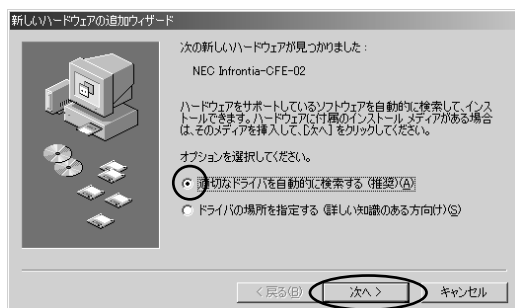 新しいハードウェアの追加ウィザード
次の新しいハードウェアが見つかりました :
NEC Infrontia-CFE-02
ハードウェアをサポートしているソフトウェアを自動的に検索して、インス
トールできます。ハードウェアに付属のインストール メディアがある場合
は、そのメディアを挿入して、[次へ] をクリックしてください。
オプションを選択してください。
適切なドライバを自動的に検索する (推奨)(A)
ドライバの場所を指定する (詳しい知識のある方向け)(S)
< 戻る(B)
次へ >
キャンセル